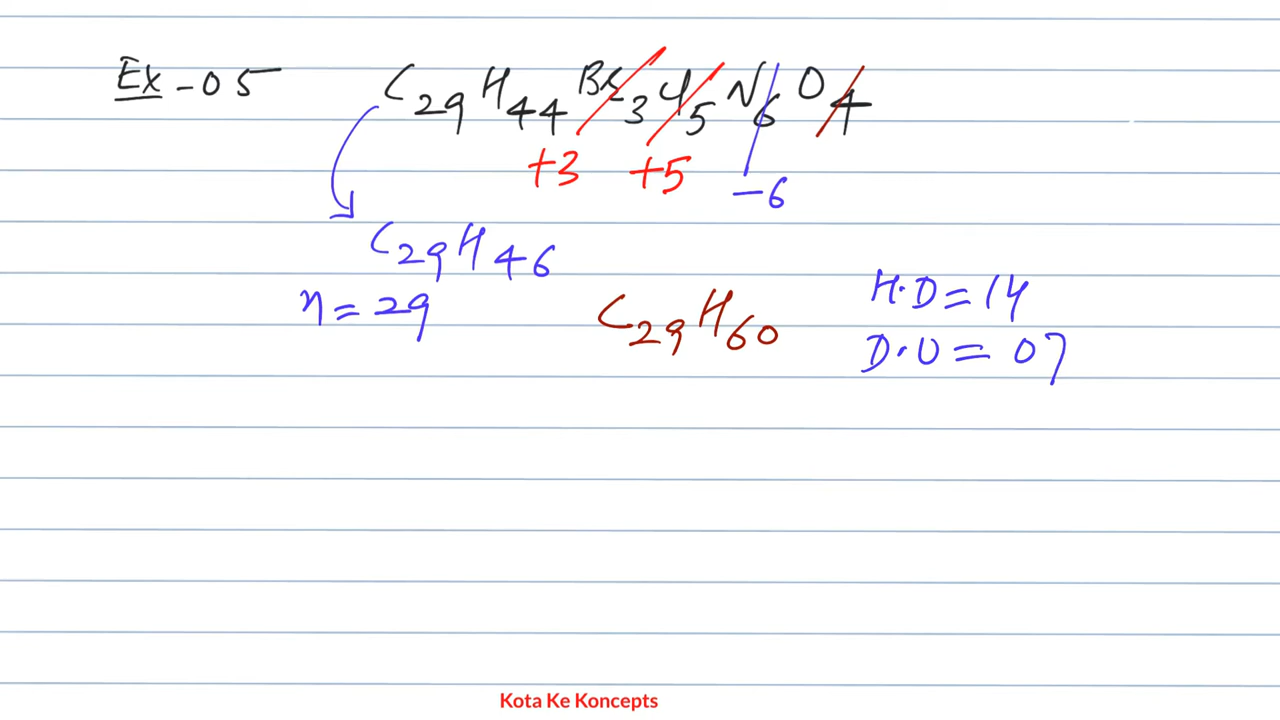 Ex-05 C29H44Br3Cl5N6O4
+3 +5 -6
C29H46
n=29 C29H60 H.D=14
D.U=07
Kota Ke Koncepts